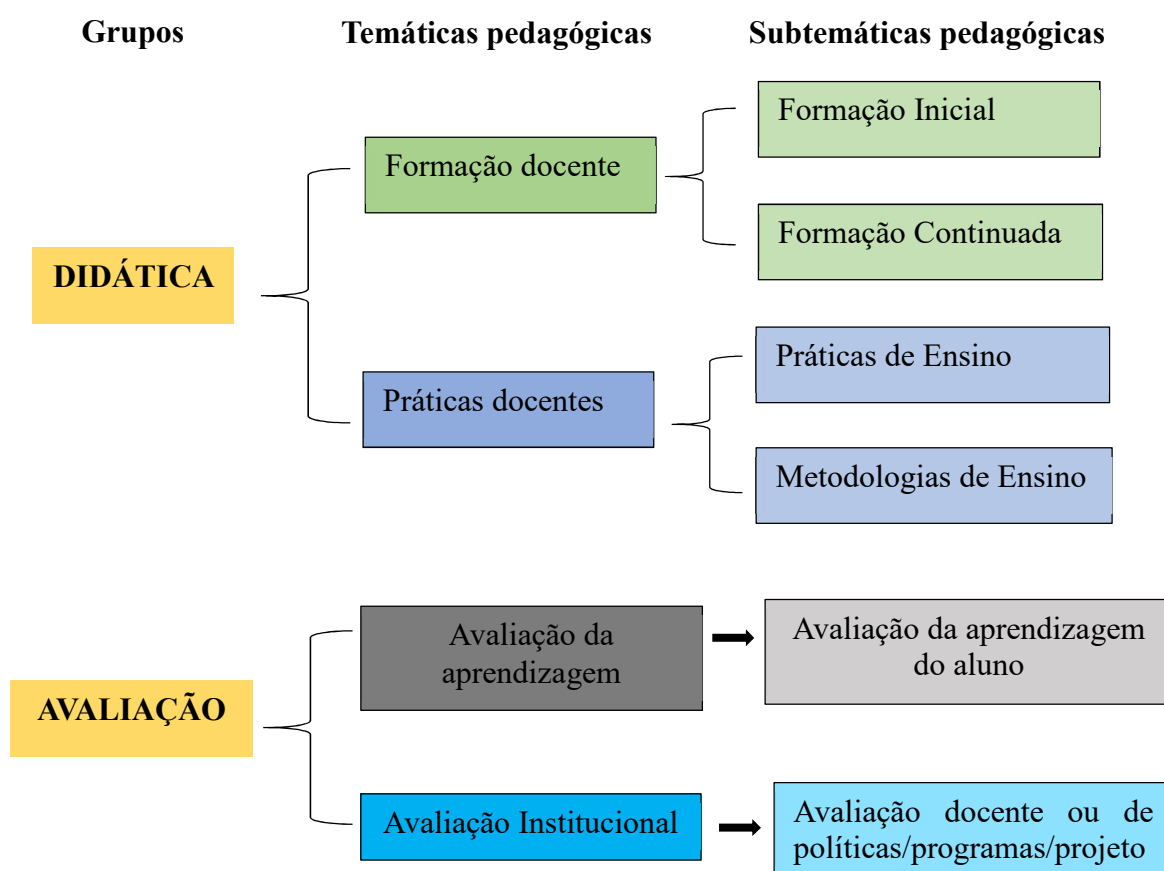 Grupos
Temáticas pedagógicas
Subtemáticas pedagógicas
DIDÁTICA
Formação docente
Formação Inicial
Formação Continuada
Práticas docentes
Práticas de Ensino
Metodologias de Ensino
AVALIAÇÃO
Avaliação da
aprendizagem
Avaliação da aprendizagem
do aluno
Avaliação Institucional
Avaliação docente ou de
políticas/programas/projeto